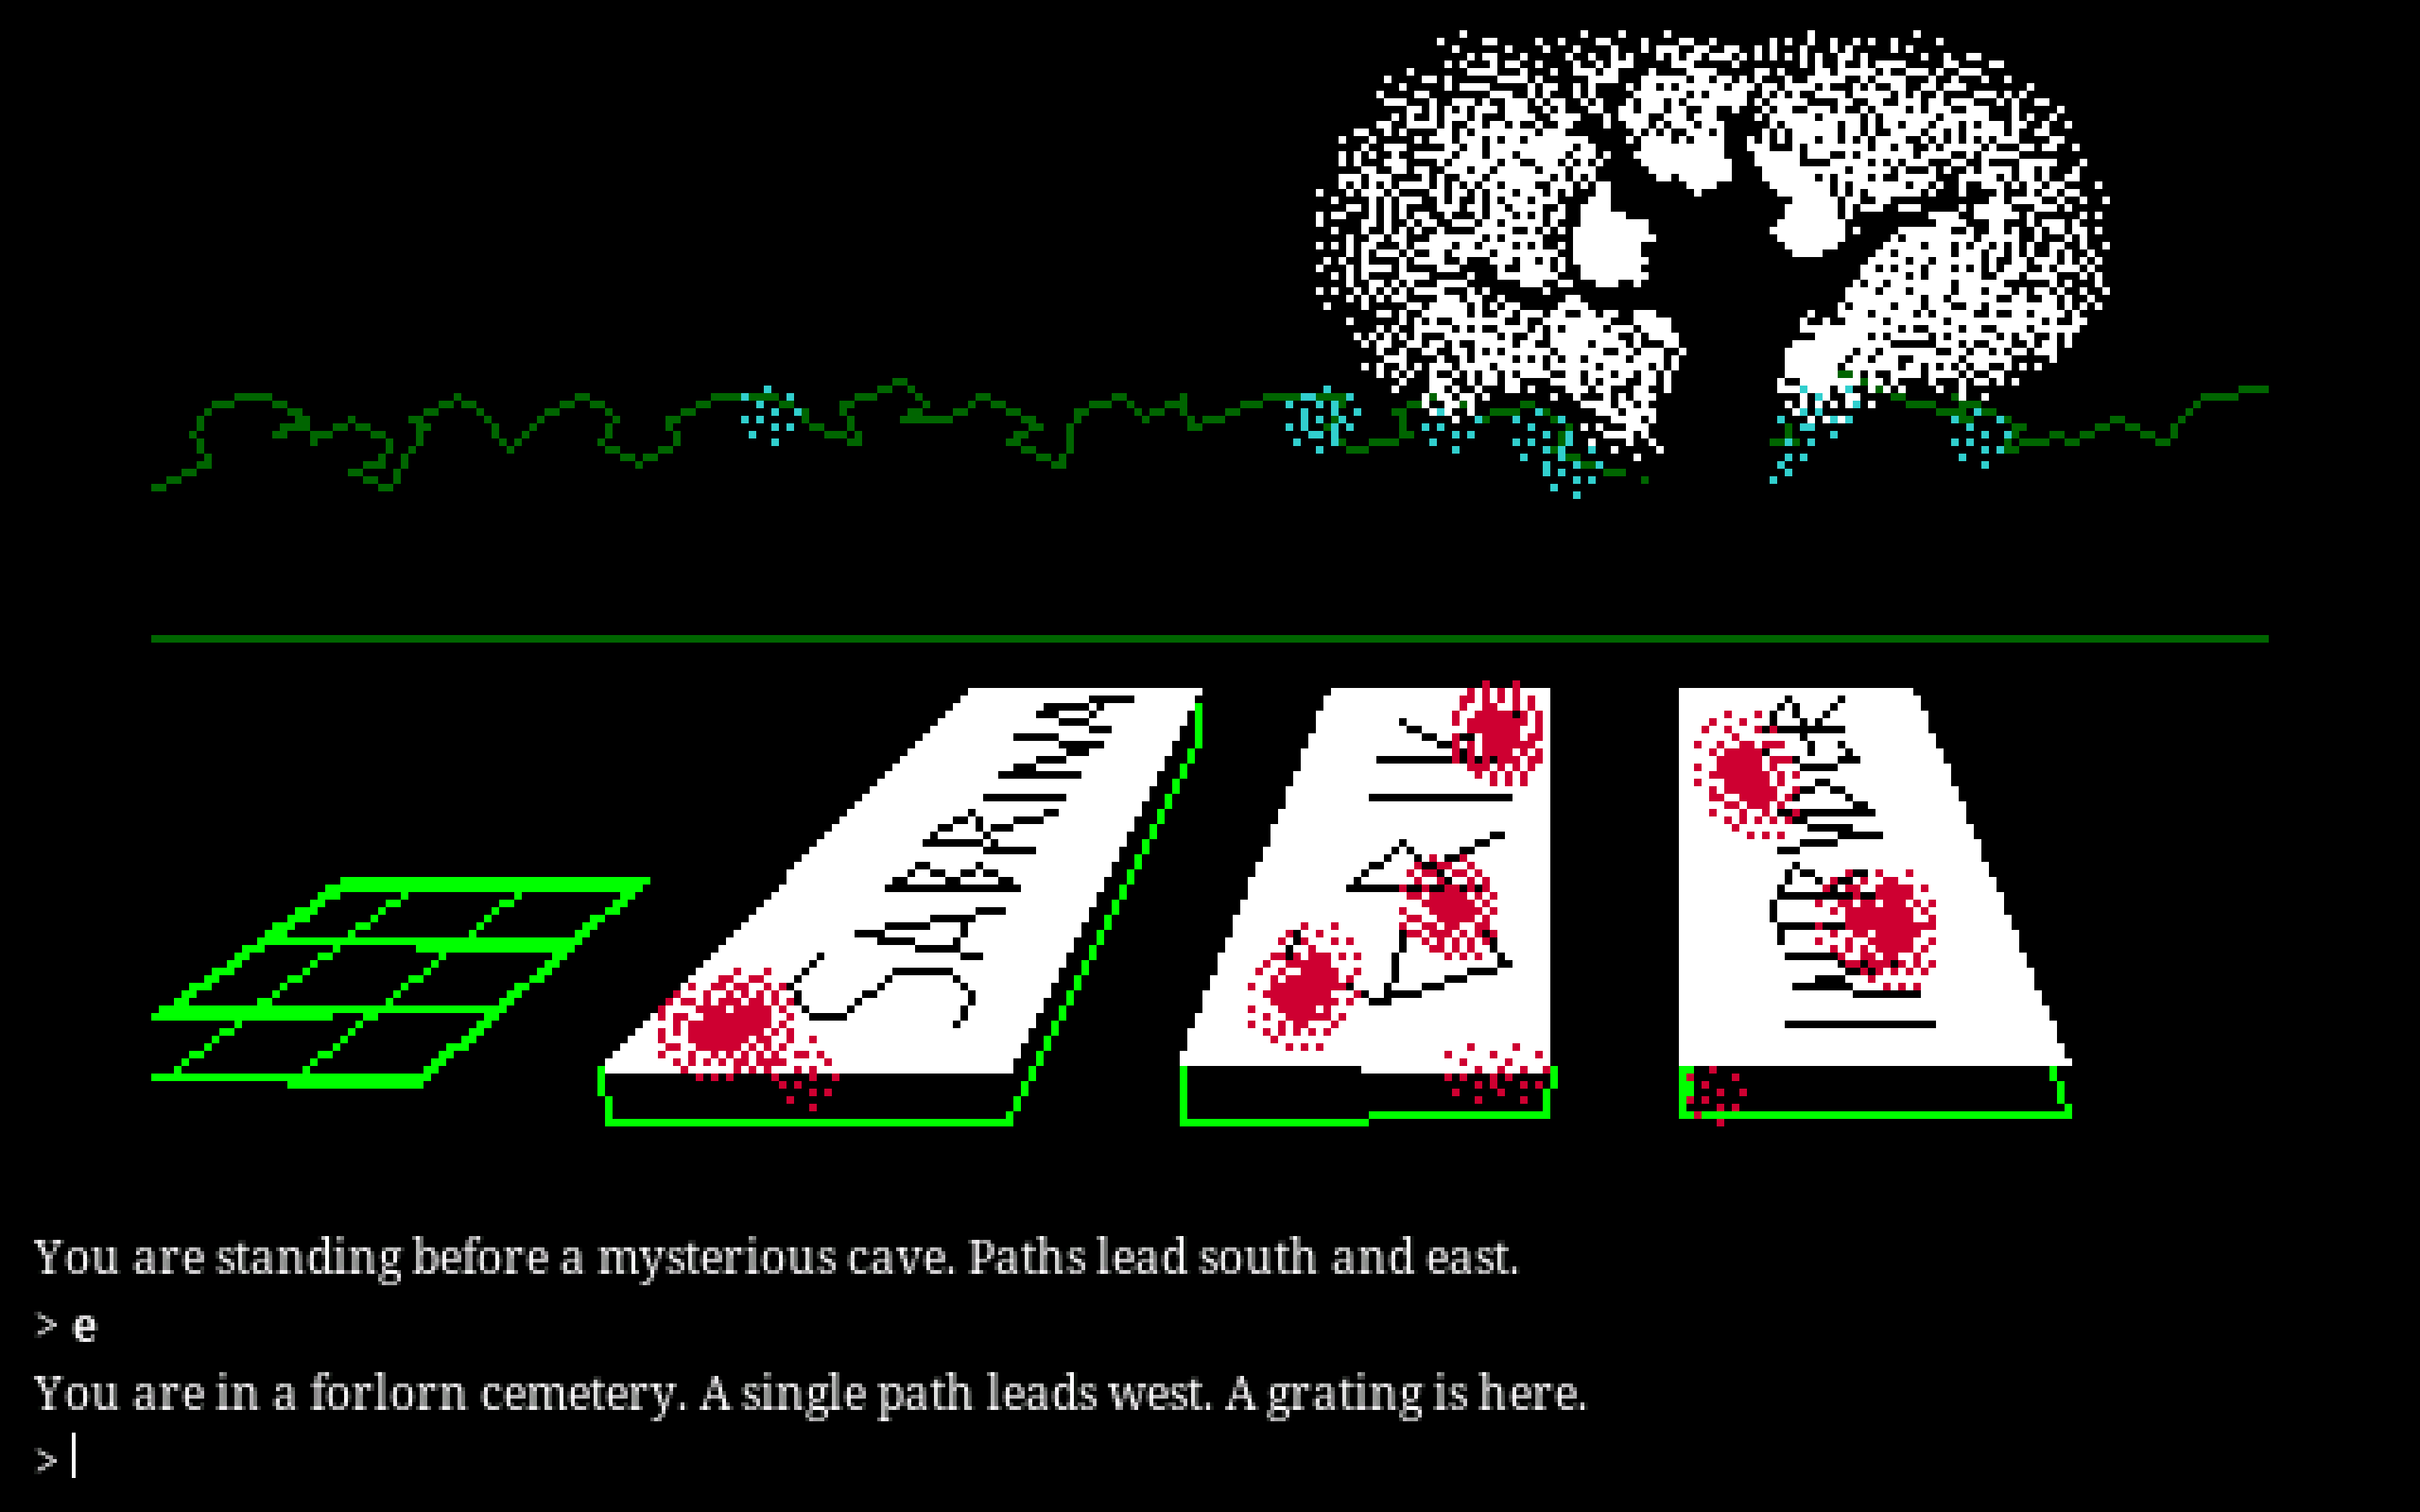 SABRINA
You are standing before a mysterious cave. Paths lead south and east.
> e
You are in a forlorn cemetery. A single path leads west. A grating is here.
>